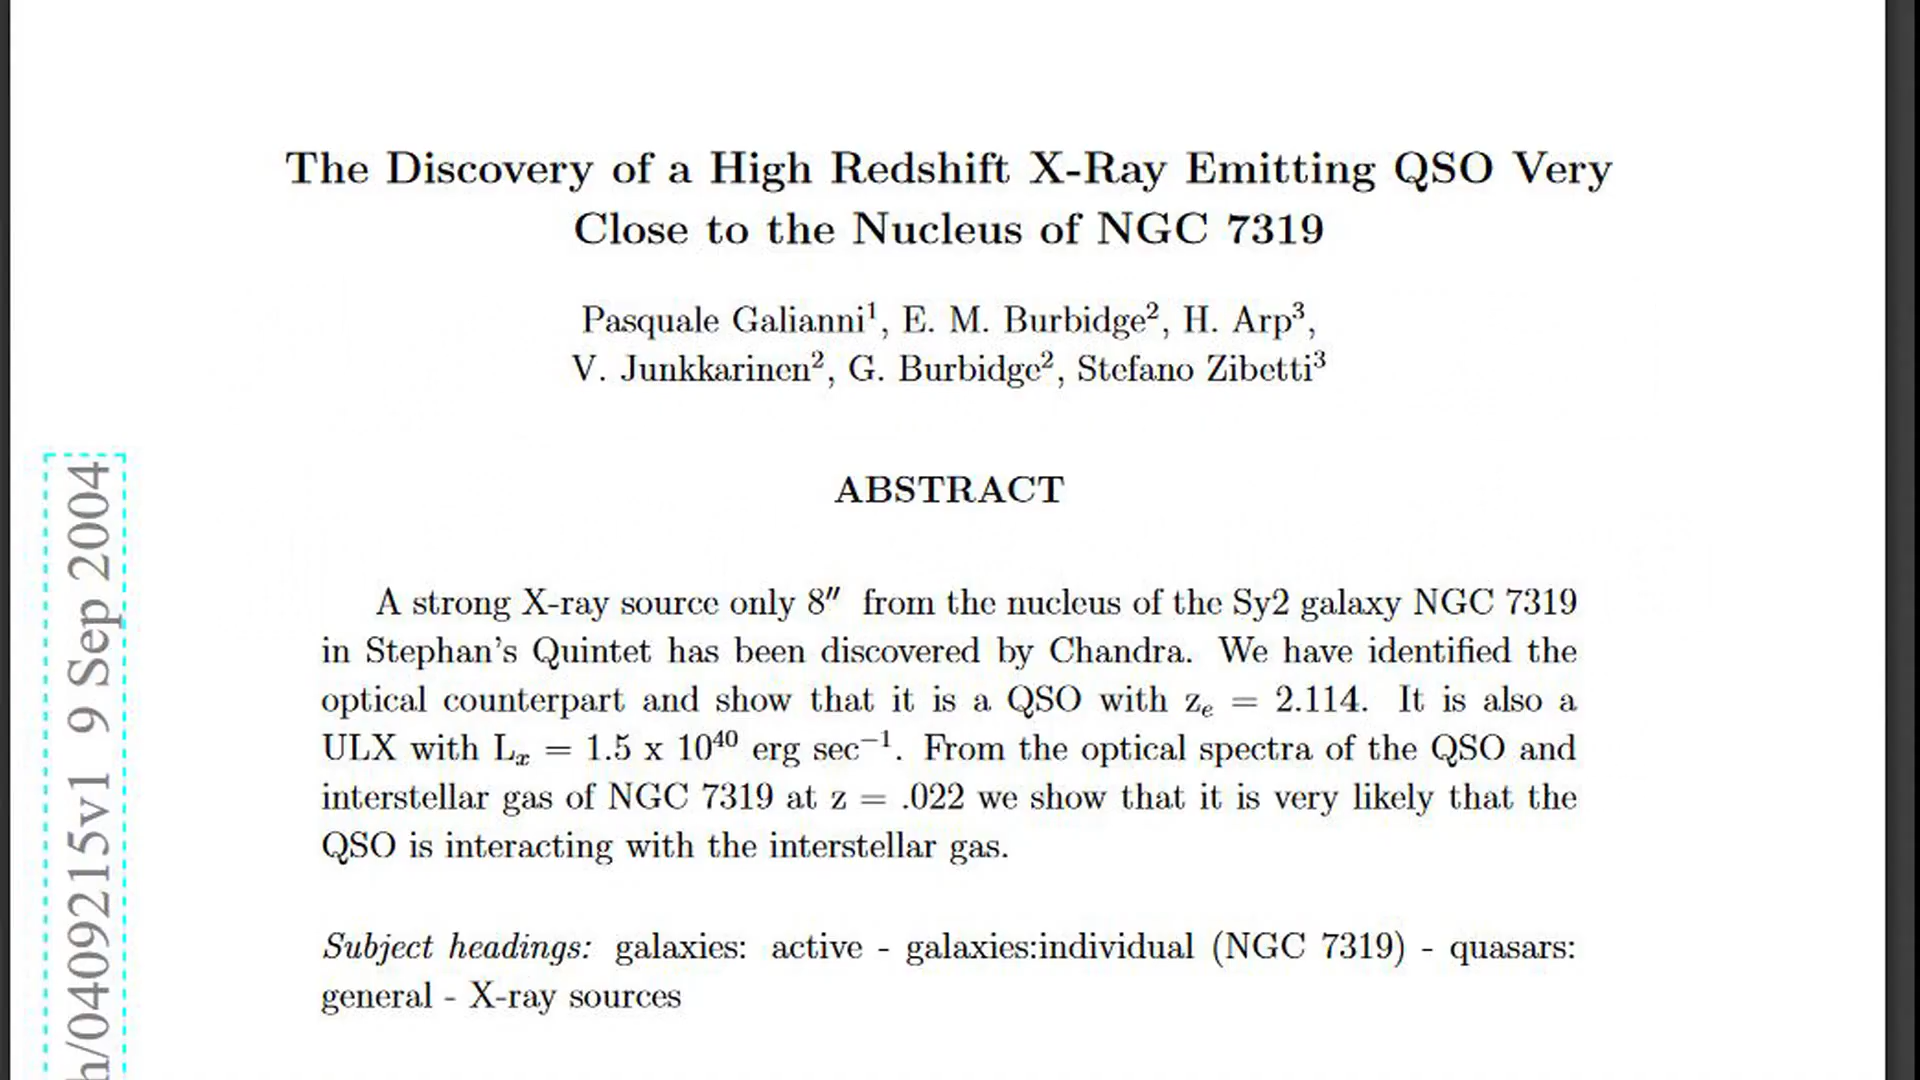 The Discovery of a High Redshift X-Ray Emitting QSO Very
Close to the Nucleus of NGC 7319
Pasquale Galianni¹, E. M. Burbidge², H. Arp³,
V. Junkkarinen², G. Burbidge², Stefano Zibetti³
ABSTRACT
A strong X-ray source only 8″ from the nucleus of the Sy2 galaxy NGC 7319
in Stephan's Quintet has been discovered by Chandra. We have identified the
optical counterpart and show that it is a QSO with zₑ = 2.114. It is also a
ULX with Lₓ = 1.5 x 10⁴⁰ erg sec⁻¹. From the optical spectra of the QSO and
interstellar gas of NGC 7319 at z = .022 we show that it is very likely that the
QSO is interacting with the interstellar gas.
Subject headings: galaxies: active - galaxies:individual (NGC 7319) - quasars:
general - X-ray sources
h/0409215v1 9 Sep 2004